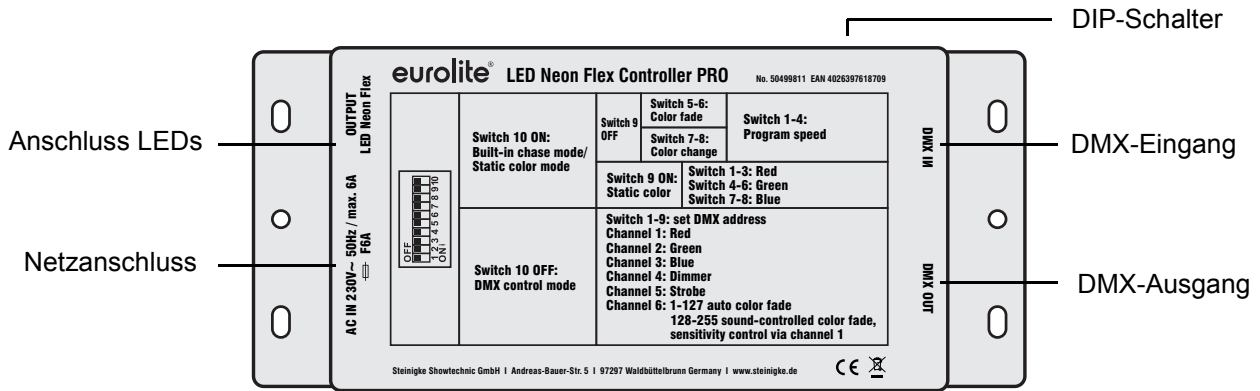 DIP-Schalter
eurolite® LED Neon Flex Controller PRO No. 50499811 EAN 4026397618709
Anschluss LEDs
OUTPUT
LED Neon Flex
Netzanschluss
AC IN 230V~ 50Hz / max. 6A
F6A
OFF
1 2 3 4 5 6 7 8 9 10
ON
Switch 10 ON:
Built-in chase mode/
Static color mode
Switch 9
OFF
Switch 5-6:
Color fade
Switch 7-8:
Color change
Switch 1-4:
Program speed
Switch 9 ON:
Static color
Switch 1-3: Red
Switch 4-6: Green
Switch 7-8: Blue
Switch 10 OFF:
DMX control mode
Switch 1-9: set DMX address
Channel 1: Red
Channel 2: Green
Channel 3: Blue
Channel 4: Dimmer
Channel 5: Strobe
Channel 6: 1-127 auto color fade
128-255 sound-controlled color fade,
sensitivity control via channel 1
DMX IN
DMX-Eingang
DMX OUT
DMX-Ausgang
Steinigke Showtechnic GmbH I Andreas-Bauer-Str. 5 I 97297 Waldbüttelbrunn Germany I www.steinigke.de
CE